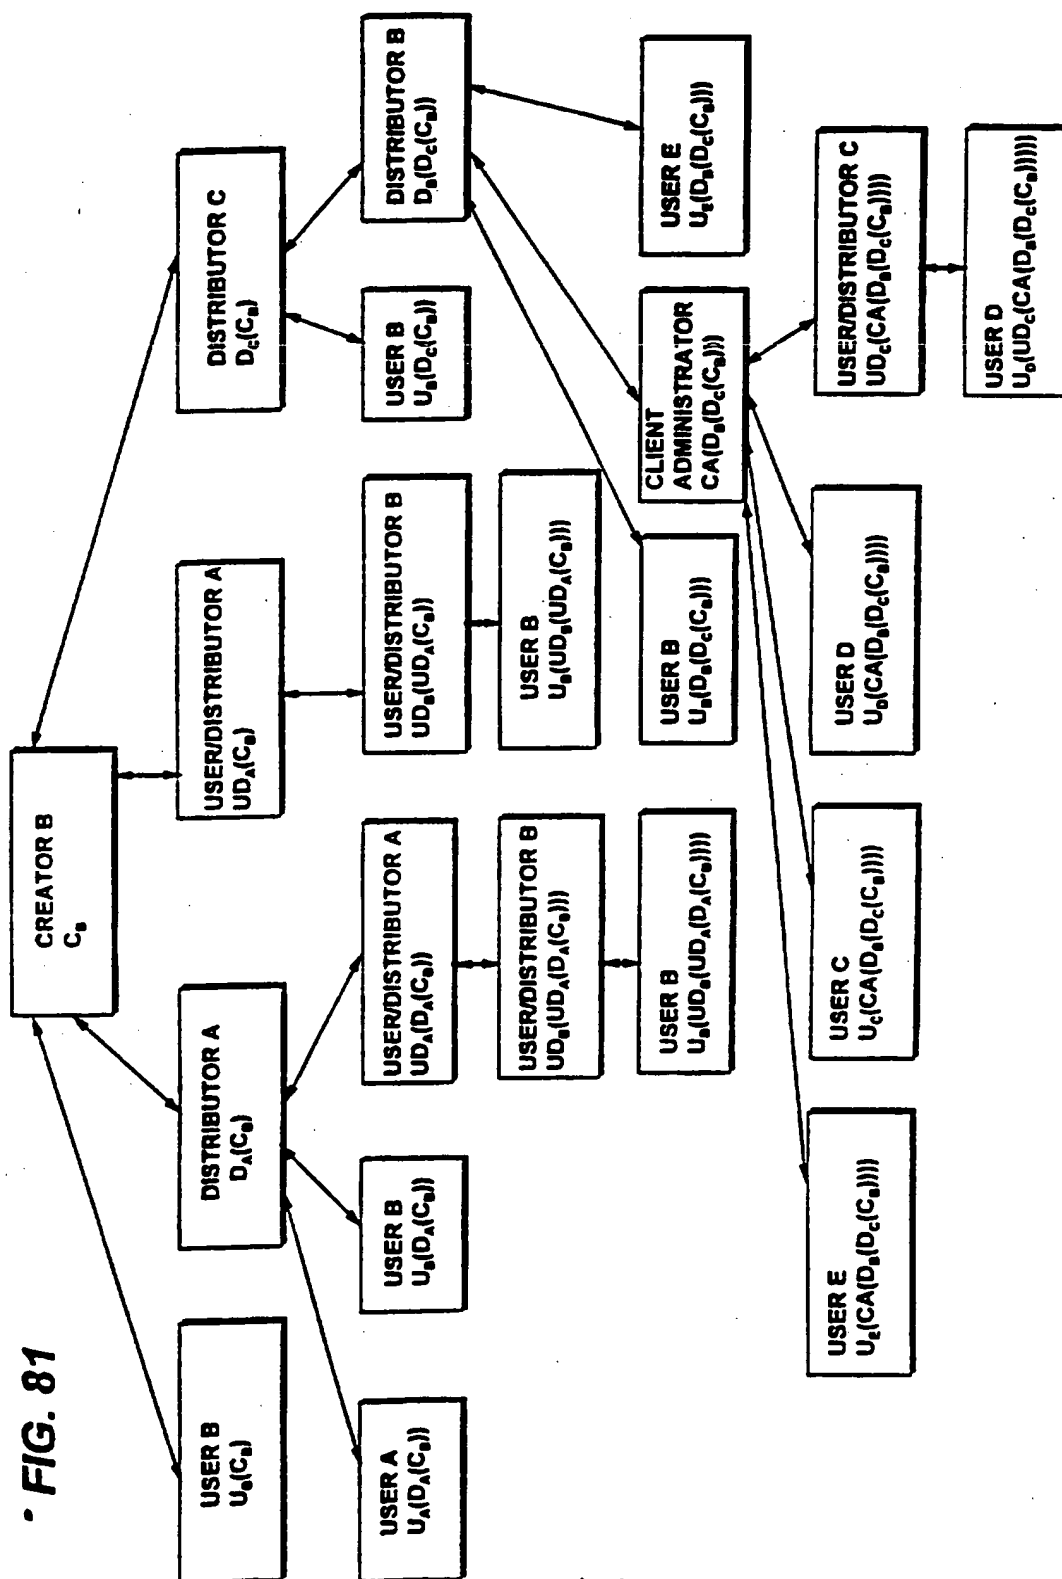 FIG. 81
CREATOR B
C_B
USER B
U_B(C_B)
DISTRIBUTOR A
D_A(C_B)
USER/DISTRIBUTOR A
UD_A(C_B)
DISTRIBUTOR C
D_C(C_B)
USER A
U_A(D_A(C_B))
USER B
U_B(D_A(C_B))
USER/DISTRIBUTOR A
UD_A(D_A(C_B))
USER/DISTRIBUTOR B
UD_B(UD_A(C_B))
USER B
U_B(D_C(C_B))
DISTRIBUTOR B
D_B(D_C(C_B))
USER/DISTRIBUTOR B
UD_B(UD_A(D_A(C_B)))
USER B
U_B(UD_B(UD_A(C_B)))
USER B
U_B(UD_B(UD_A(D_A(C_B))))
USER B
U_B(D_B(D_C(C_B)))
CLIENT
ADMINISTRATOR
CA(D_B(D_C(C_B)))
USER E
U_E(D_B(D_C(C_B)))
USER E
U_E(CA(D_B(D_C(C_B))))
USER C
U_C(CA(D_B(D_C(C_B))))
USER D
U_D(CA(D_B(D_C(C_B))))
USER/DISTRIBUTOR C
UD_C(CA(D_B(D_C(C_B))))
USER D
U_D(UD_C(CA(D_B(D_C(C_B)))))